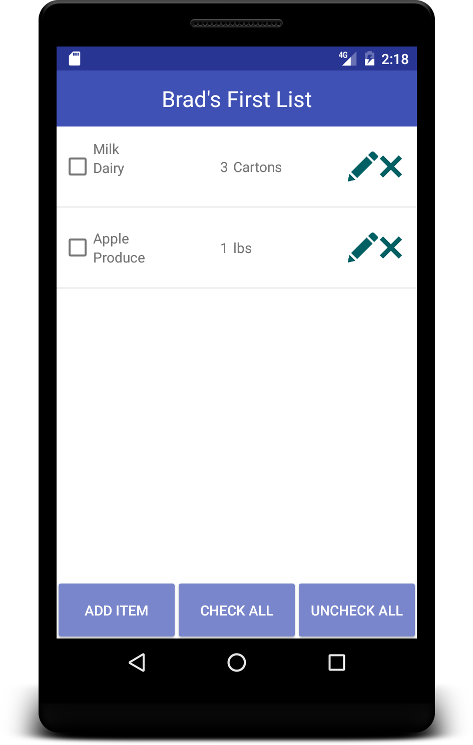 4G 2:18
Brad's First List
Milk
Dairy
3 Cartons
Apple
Produce
1 lbs
ADD ITEM CHECK ALL UNCHECK ALL